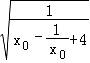 √(1/(x₀ - 1/x₀ + 4))